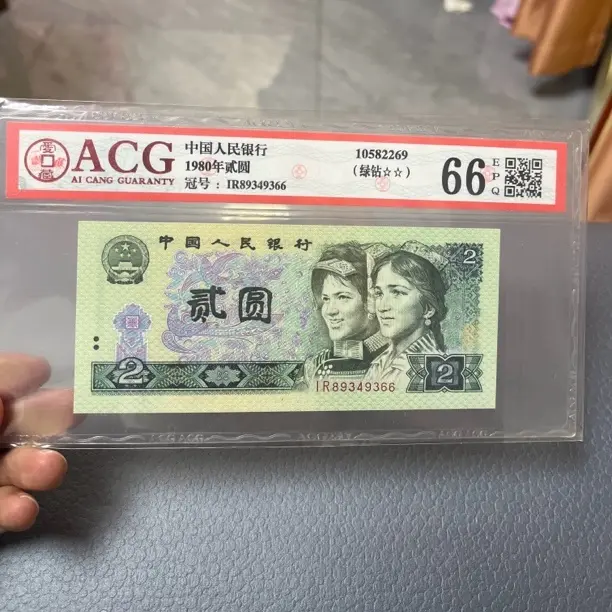 ACG
AI CANG GUARANTY
中国人民银行
1980年贰圆
冠号：IR89349366
10582269
（绿钻☆☆）
66
E
P
Q
中国人民银行
贰圆
2
2
IR89349366
2